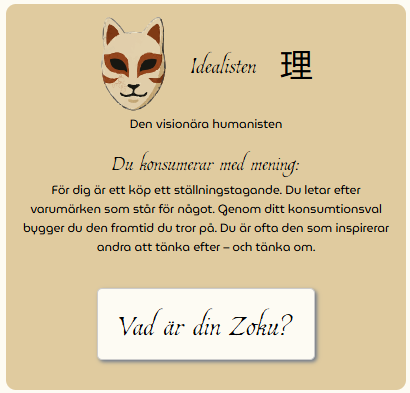 Idealisten 理
Den visionära humanisten
Du konsumerar med mening:
För dig är ett köp ett ställningstagande. Du letar efter
varumärken som står för något. Genom ditt konsumtionsval
bygger du den framtid du tror på. Du är ofta den som inspirerar
andra att tänka efter – och tänka om.
Vad är din Zoku?